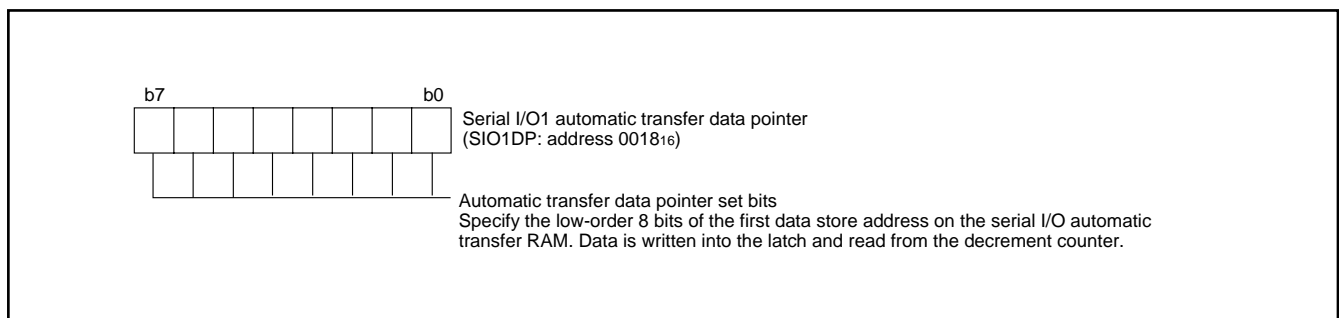 b7 b0
Serial I/O1 automatic transfer data pointer
(SIO1DP: address 0018₁₆)
Automatic transfer data pointer set bits
Specify the low-order 8 bits of the first data store address on the serial I/O automatic
transfer RAM. Data is written into the latch and read from the decrement counter.